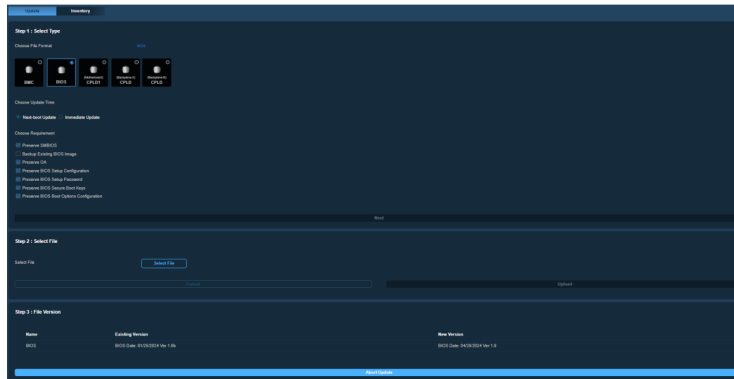 Update Inventory
Step 1 : Select Type
Choose File Format
BMC BIOS (Motherboard) CPLD1 CPLD CPLD
Choose Update Time
Next-boot Update Immediate Update
Choose Requirement
Preserve SMBIOS
Backup Existing BIOS Image
Preserve OA
Preserve BIOS Setup Configuration
Preserve BIOS Setup Password
Preserve BIOS Secure Boot Keys
Preserve BIOS Boot Options Configuration
Next
Step 2 : Select File
Select File Select File
Cancel Upload
Step 3 : File Version
Name Existing Version New Version
BIOS BIOS Date: 01/25/2024 Ver 1.8b BIOS Date: 04/25/2024 Ver 1.9
Abort Update